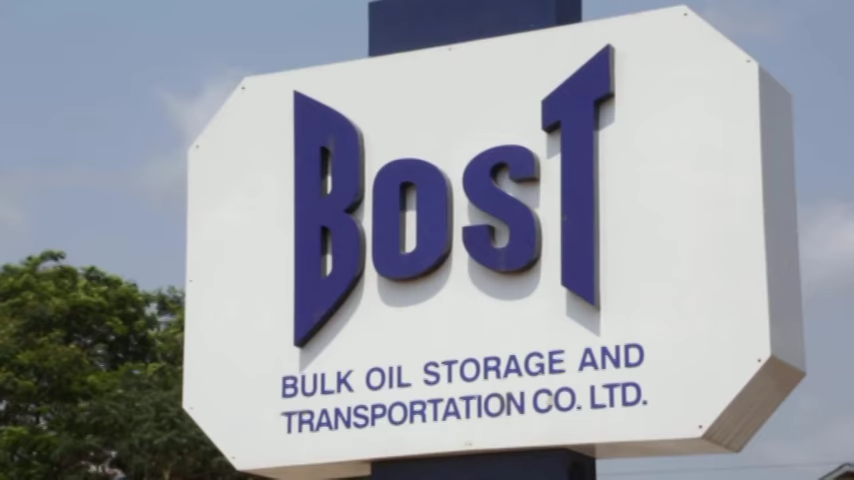 BOST
BULK OIL STORAGE AND
TRANSPORTATION CO. LTD.